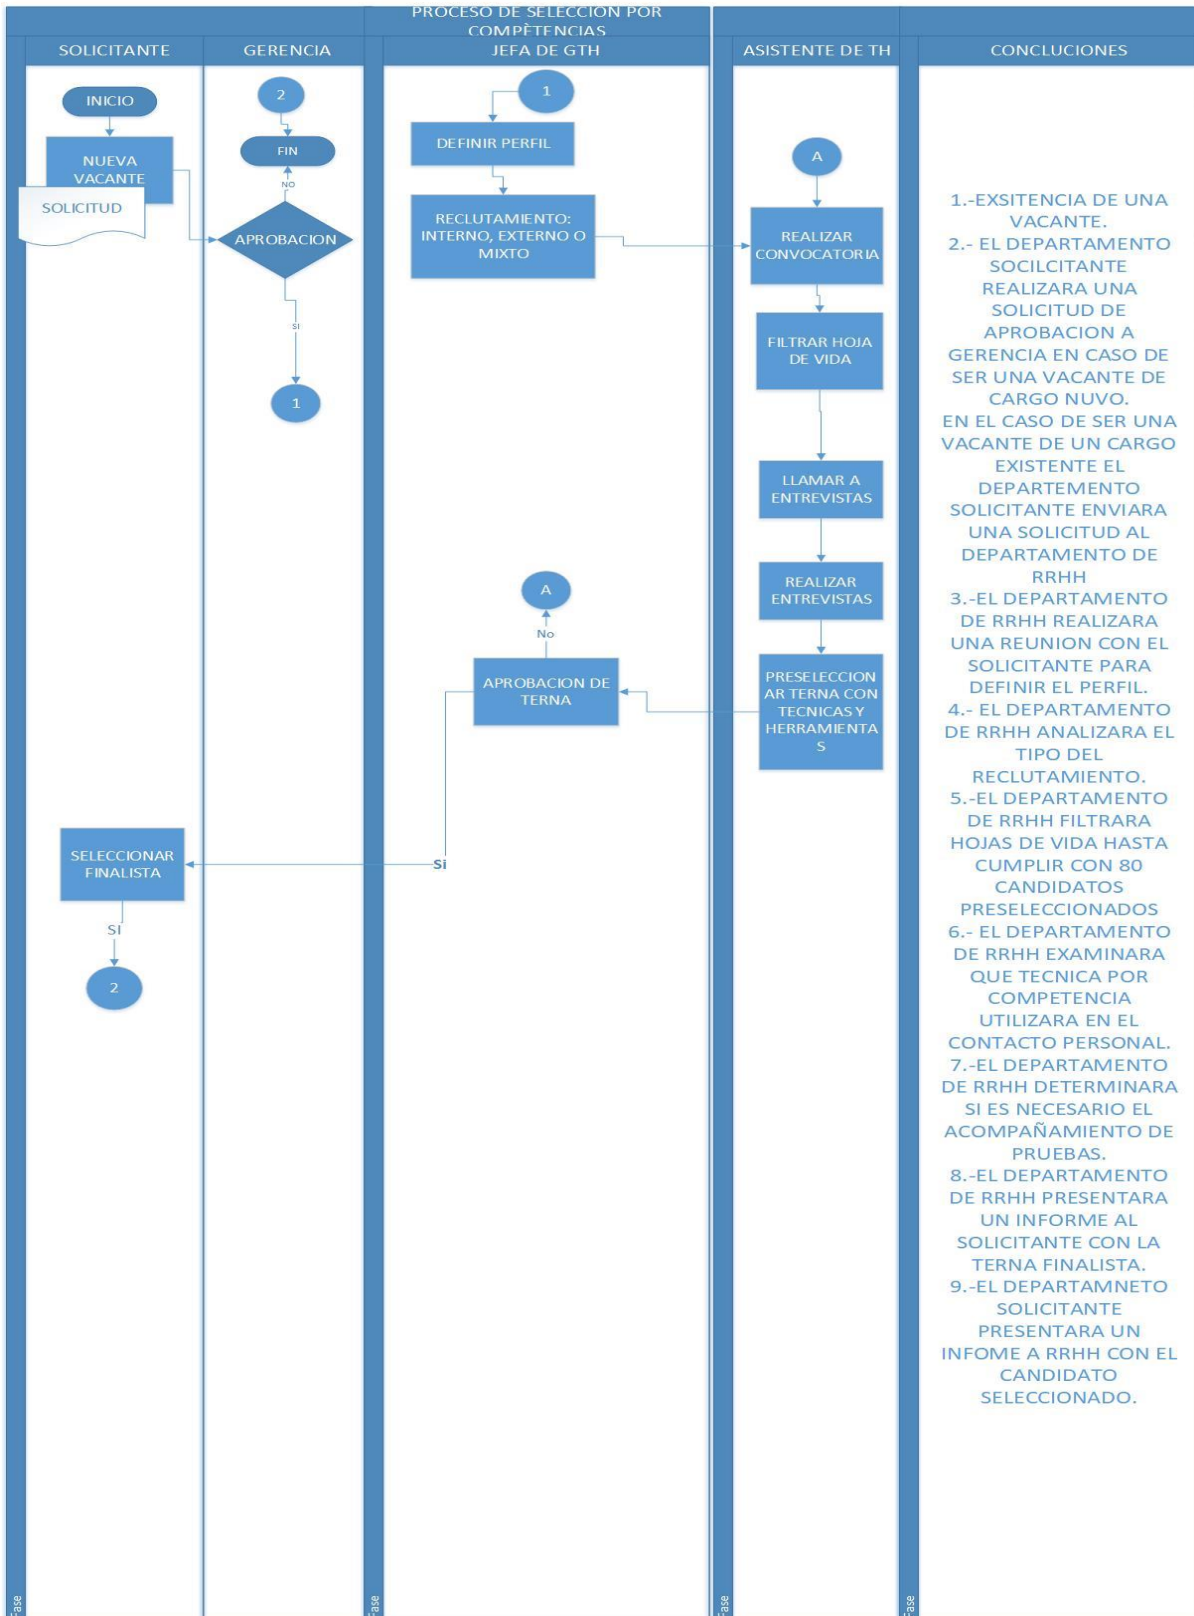 PROCESO DE SELECCION POR
COMPÈTENCIAS
SOLICITANTE
GERENCIA
JEFA DE GTH
ASISTENTE DE TH
CONCLUCIONES
INICIO
NUEVA
VACANTE
SOLICITUD
2
FIN
NO
APROBACION
SI
1
1
DEFINIR PERFIL
RECLUTAMIENTO:
INTERNO, EXTERNO O
MIXTO
A
No
APROBACION DE
TERNA
Si
SELECCIONAR
FINALISTA
SI
2
A
REALIZAR
CONVOCATORIA
FILTRAR HOJA
DE VIDA
LLAMAR A
ENTREVISTAS
REALIZAR
ENTREVISTAS
PRESELECCION
AR TERNA CON
TECNICAS Y
HERRAMIENTA
S
1.-EXSITENCIA DE UNA
VACANTE.
2.- EL DEPARTAMENTO
SOCILCITANTE
REALIZARA UNA
SOLICITUD DE
APROBACION A
GERENCIA EN CASO DE
SER UNA VACANTE DE
CARGO NUVO.
EN EL CASO DE SER UNA
VACANTE DE UN CARGO
EXISTENTE EL
DEPARTEMENTO
SOLICITANTE ENVIARA
UNA SOLICITUD AL
DEPARTAMENTO DE
RRHH
3.-EL DEPARTAMENTO
DE RRHH REALIZARA
UNA REUNION CON EL
SOLICITANTE PARA
DEFINIR EL PERFIL.
4.- EL DEPARTAMENTO
DE RRHH ANALIZARA EL
TIPO DEL
RECLUTAMIENTO.
5.-EL DEPARTAMENTO
DE RRHH FILTRARA
HOJAS DE VIDA HASTA
CUMPLIR CON 80
CANDIDATOS
PRESELECCIONADOS
6.- EL DEPARTAMENTO
DE RRHH EXAMINARA
QUE TECNICA POR
COMPETENCIA
UTILIZARA EN EL
CONTACTO PERSONAL.
7.-EL DEPARTAMENTO
DE RRHH DETERMINARA
SI ES NECESARIO EL
ACOMPAÑAMIENTO DE
PRUEBAS.
8.-EL DEPARTAMENTO
DE RRHH PRESENTARA
UN INFORME AL
SOLICITANTE CON LA
TERNA FINALISTA.
9.-EL DEPARTAMNETO
SOLICITANTE
PRESENTARA UN
INFOME A RRHH CON EL
CANDIDATO
SELECCIONADO.
Fase
Fase
Fase
Fase